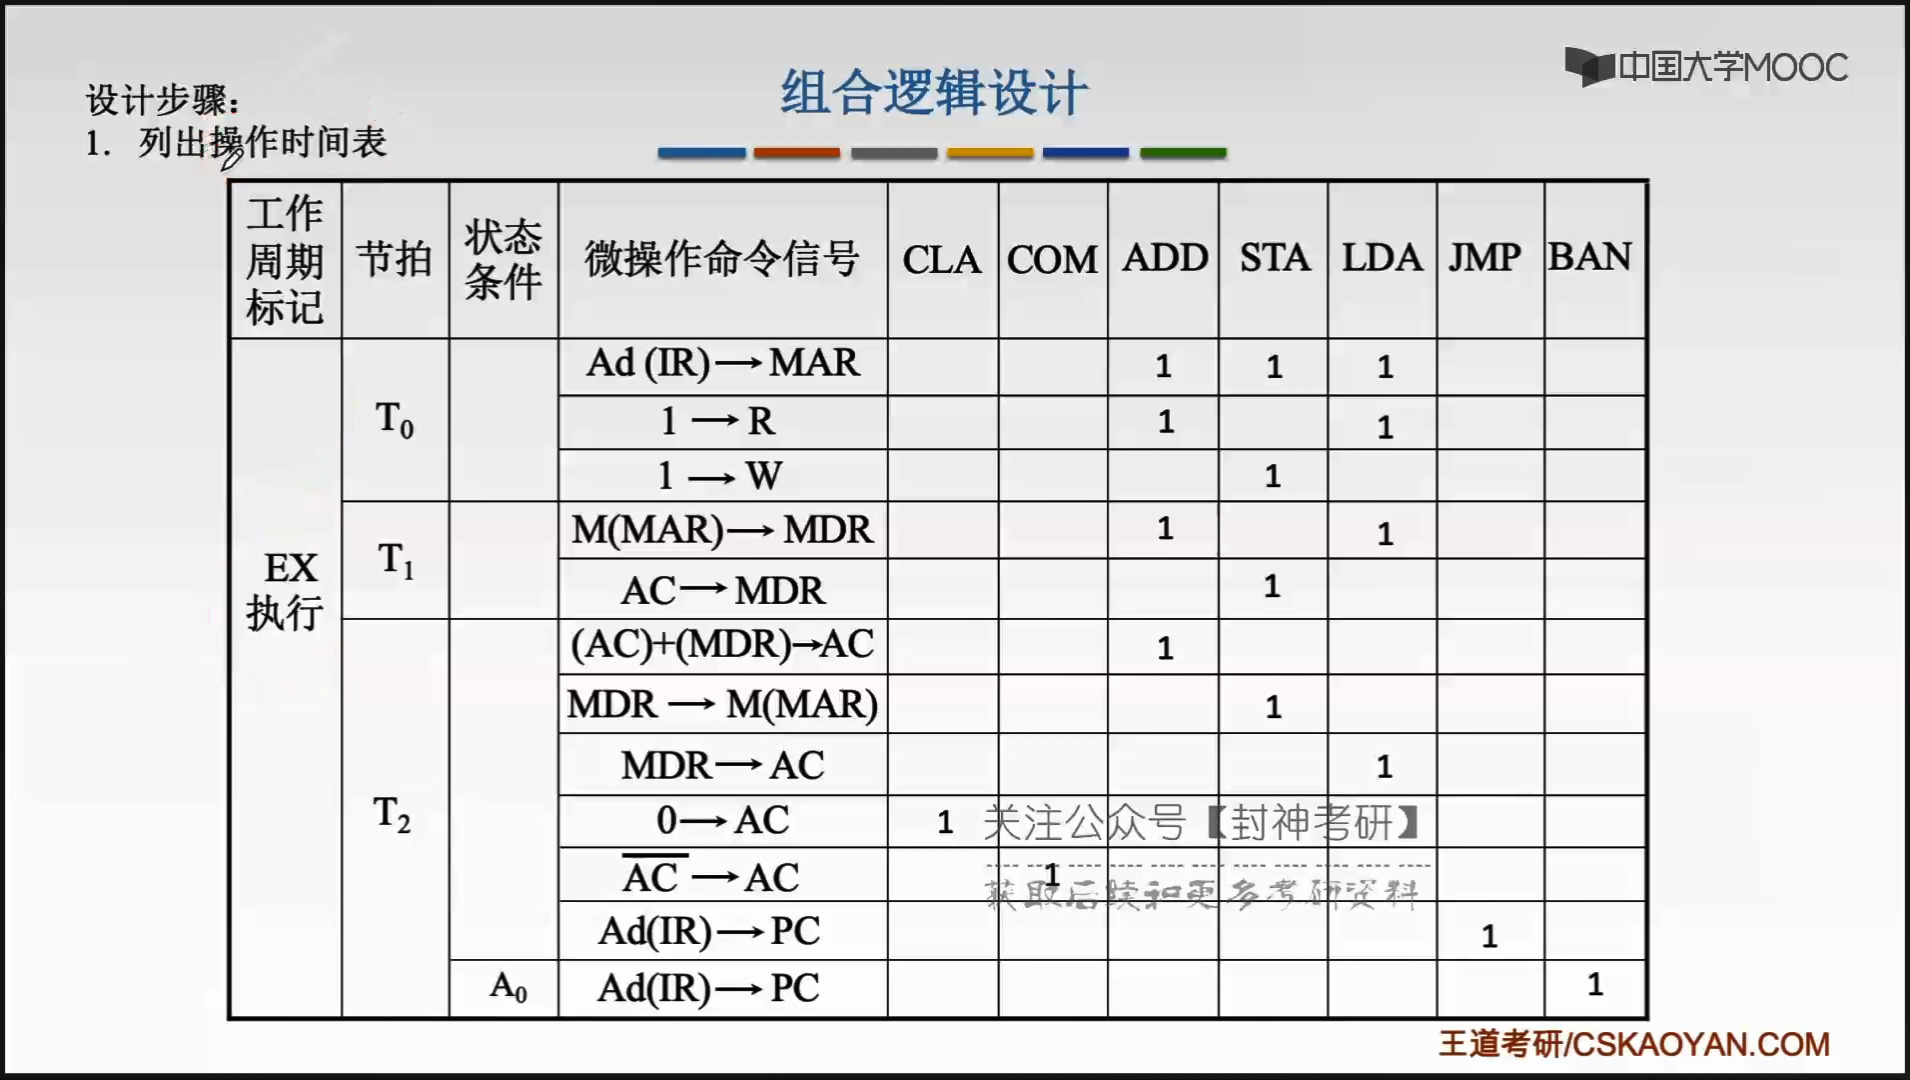 中国大学MOOC
组合逻辑设计
设计步骤：
1. 列出操作时间表
工作周期标记 节拍 状态条件 微操作命令信号 CLA COM ADD STA LDA JMP BAN
EX 执行
T₀
Ad (IR)→MAR 1 1 1
1→R 1 1
1→W 1
T₁
M(MAR)→MDR 1 1
AC→MDR 1
T₂
(AC)+(MDR)→AC 1
MDR→M(MAR) 1
MDR→AC 1
0→AC 1
A̅C̅→AC 1
Ad(IR)→PC 1
A₀ Ad(IR)→PC 1
关注公众号【封神考研】
获取后续和更多考研资料
王道考研/CSKAOYAN.COM